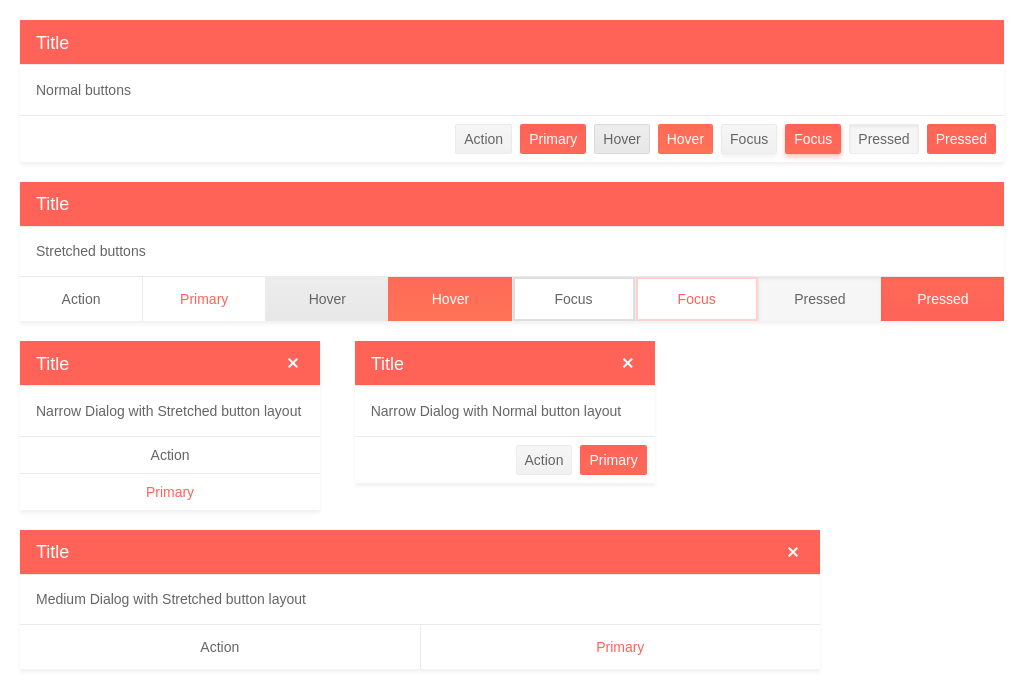 Title
Normal buttons
Action Primary Hover Hover Focus Focus Pressed Pressed
Title
Stretched buttons
Action Primary Hover Hover Focus Focus Pressed Pressed
Title ×
Narrow Dialog with Stretched button layout
Action
Primary
Title ×
Narrow Dialog with Normal button layout
Action Primary
Title ×
Medium Dialog with Stretched button layout
Action Primary